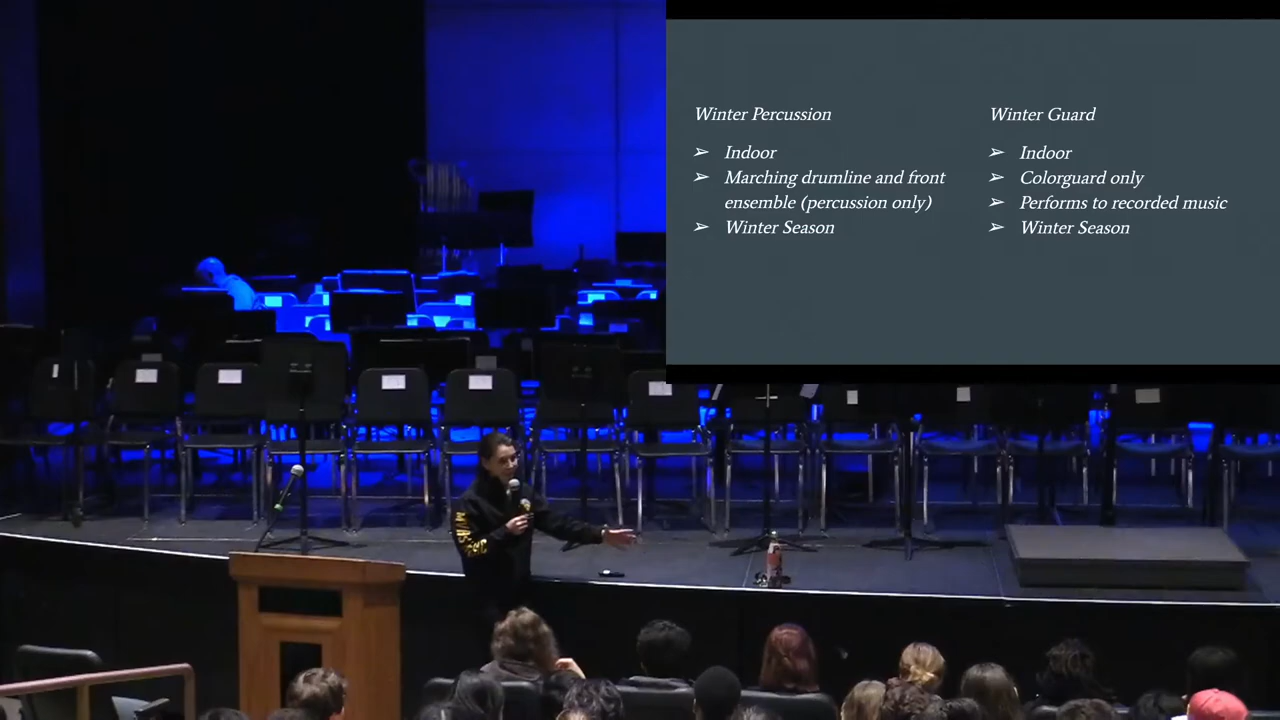 Winter Percussion
➢ Indoor
➢ Marching drumline and front
ensemble (percussion only)
➢ Winter Season
Winter Guard
➢ Indoor
➢ Colorguard only
➢ Performs to recorded music
➢ Winter Season